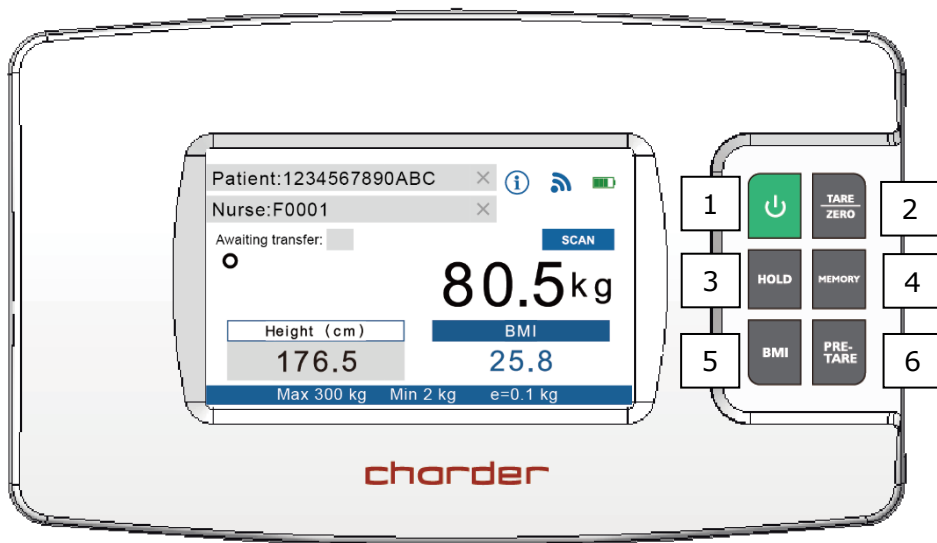 Patient:1234567890ABC ×
Nurse:F0001 ×
Awaiting transfer:
SCAN
80.5kg
Height (cm)
BMI
176.5
25.8
Max 300 kg Min 2 kg e=0.1 kg
charder
1
2
TARE
ZERO
3
HOLD
MEMORY
4
5
BMI
PRE-
TARE
6